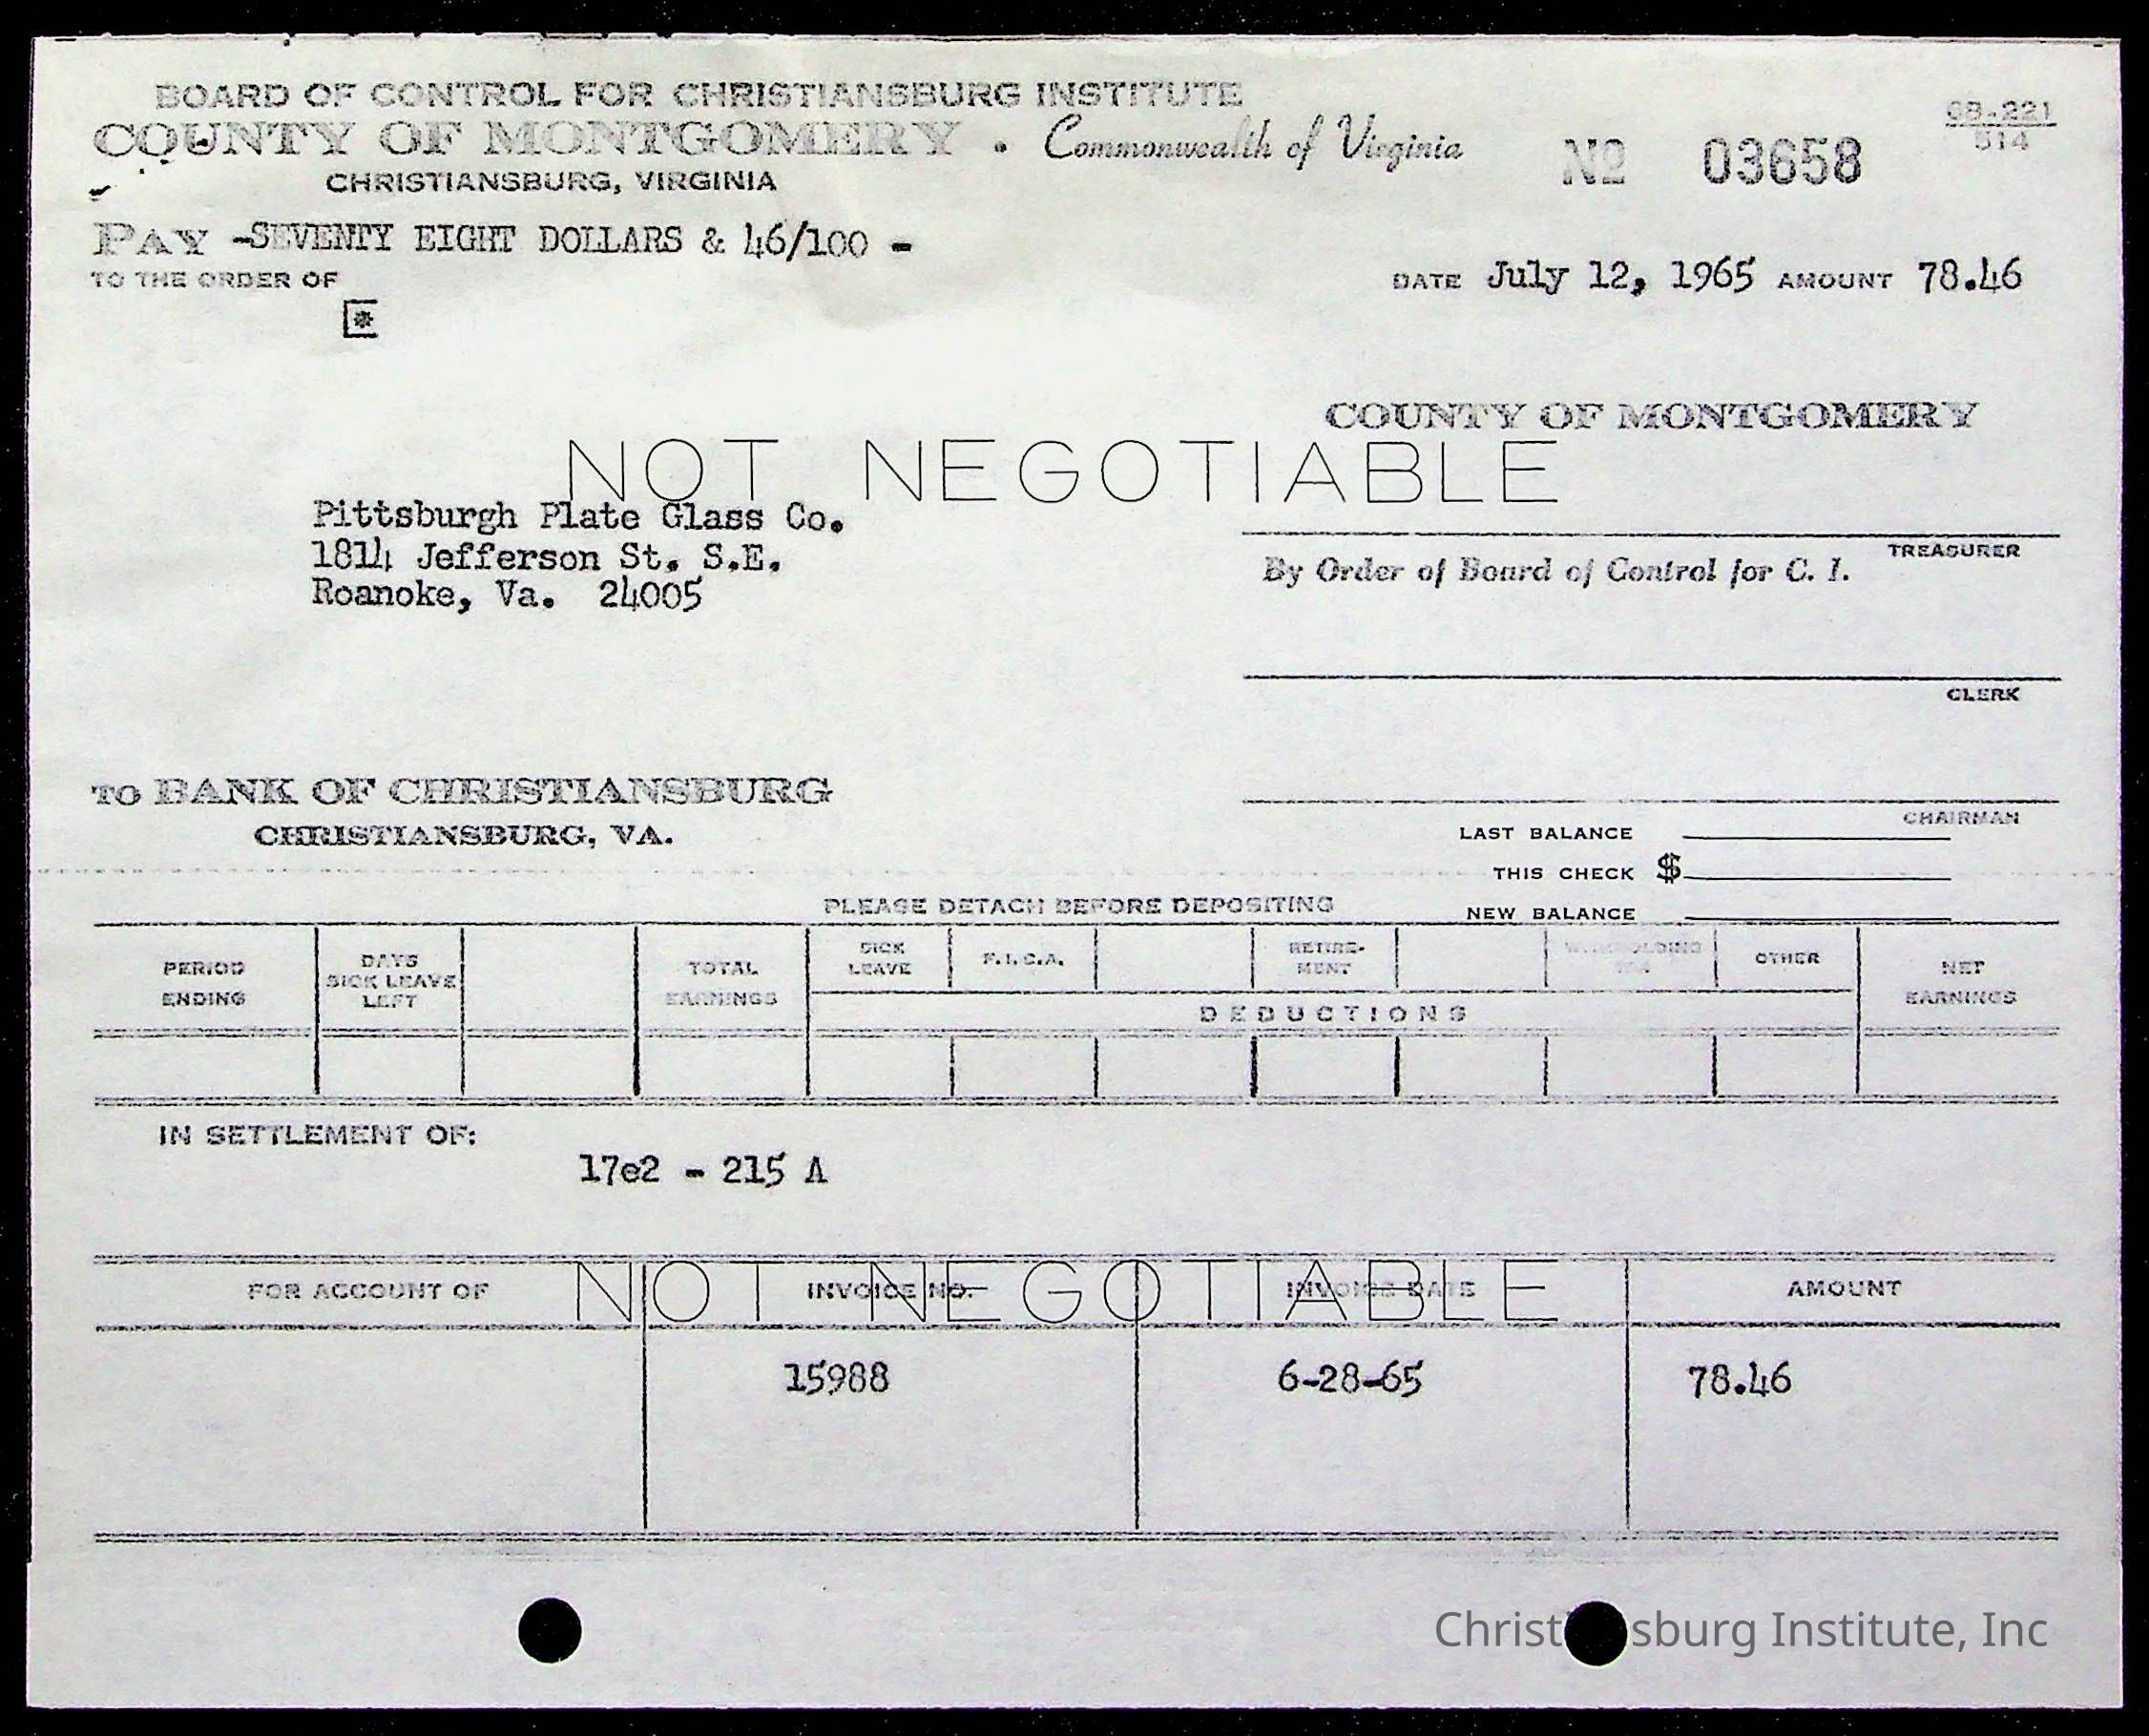 BOARD OF CONTROL FOR CHRISTIANSBURG INSTITUTE
COUNTY OF MONTGOMERY . Commonwealth of Virginia
CHRISTIANSBURG, VIRGINIA
No 03658
68-221
514
PAY -SEVENTY EIGHT DOLLARS & 46/100 -
TO THE ORDER OF
DATE July 12, 1965 AMOUNT 78.46
COUNTY OF MONTGOMERY
NOT NEGOTIABLE
Pittsburgh Plate Glass Co.
1814 Jefferson St. S.E.
Roanoke, Va. 24005
TREASURER
By Order of Board of Control for C. I.
CLERK
TO BANK OF CHRISTIANSBURG
CHRISTIANSBURG, VA.
CHAIRMAN
LAST BALANCE
THIS CHECK $
NEW BALANCE
PLEASE DETACH BEFORE DEPOSITING
PERIOD ENDING
DAYS SICK LEAVE LEFT
TOTAL EARNINGS
SICK LEAVE
F.I.C.A.
RETIRE-MENT
WITHHOLDING
OTHER
NET EARNINGS
DEDUCTIONS
IN SETTLEMENT OF:
17e2 - 215 A
NOT NEGOTIABLE
FOR ACCOUNT OF INVOICE NO. INVOICE DATE AMOUNT
15988 6-28-65 78.46
Christ sburg Institute, Inc